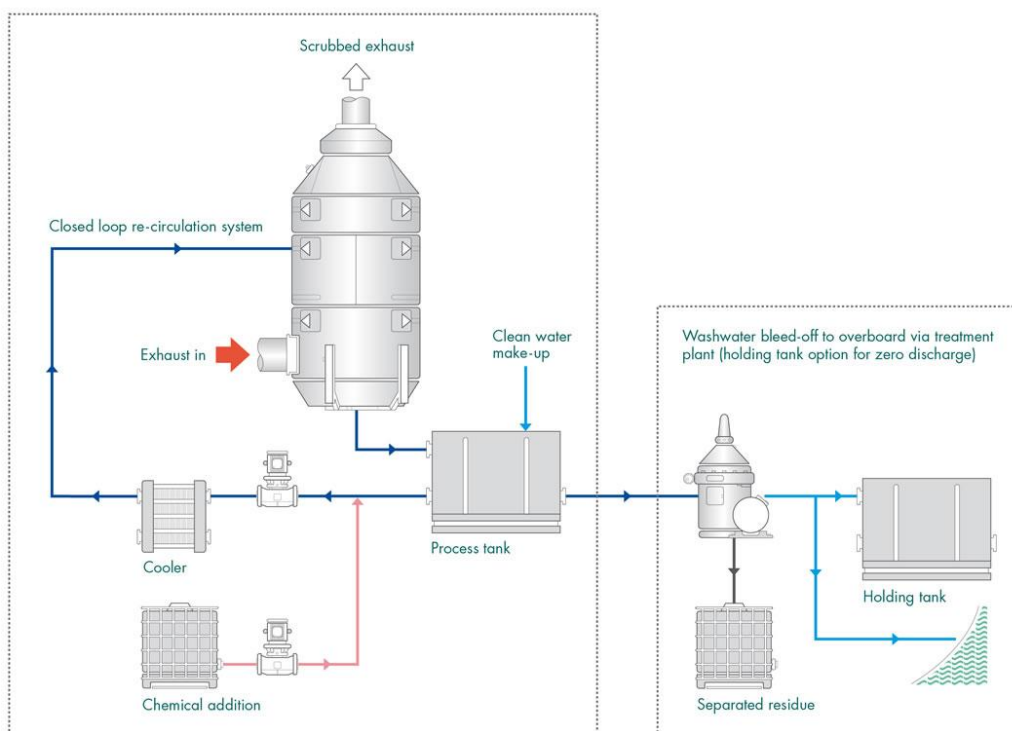 Scrubbed exhaust
Closed loop re-circulation system
Exhaust in
Clean water
make-up
Washwater bleed-off to overboard via treatment
plant (holding tank option for zero discharge)
Cooler
Process tank
Holding tank
Chemical addition
Separated residue